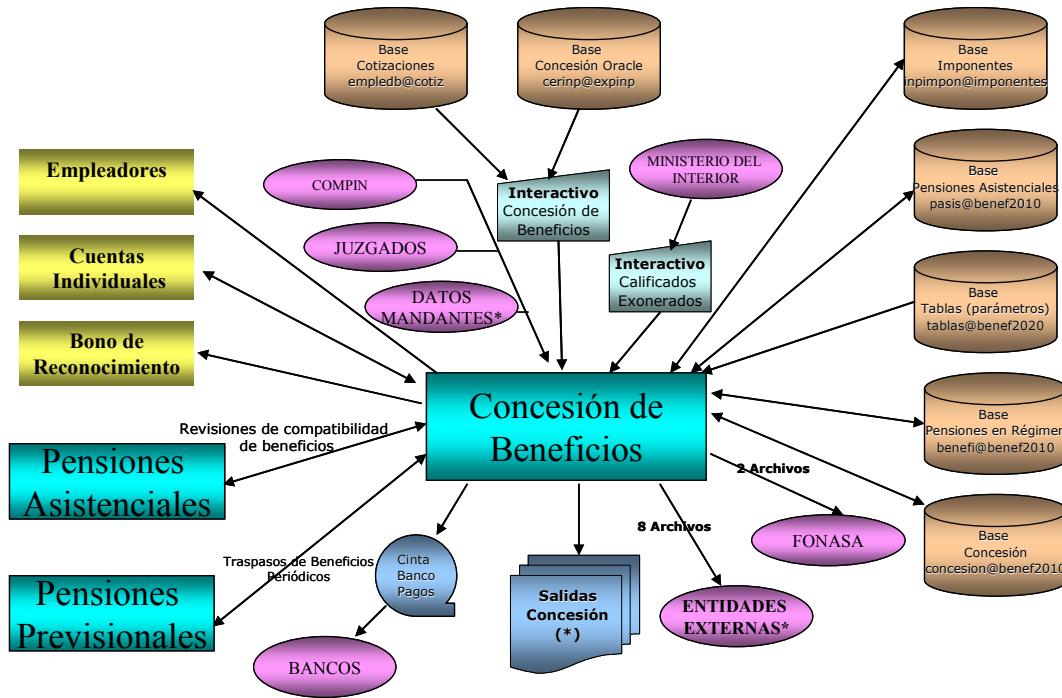 Base
Cotizaciones
empledb@cotiz
Base
Concesión Oracle
cerinp@expinp
Base
Imponentes
inpimpon@imponentes
Empleadores
COMPIN
Interactivo
Concesión de
Beneficios
MINISTERIO DEL
INTERIOR
Base
Pensiones Asistenciales
pasis@benef2010
Cuentas
Individuales
JUZGADOS
Interactivo
Calificados
Exonerados
DATOS
MANDANTES*
Base
Tablas (parámetros)
tablas@benef2020
Bono de
Reconocimiento
Concesión de
Beneficios
Base
Pensiones en Régimen
benefi@benef2010
Revisiones de compatibilidad
de beneficios
Pensiones
Asistenciales
2 Archivos
8 Archivos
FONASA
Base
Concesión
concesion@benef2010
Traspasos de Beneficios
Periódicos
Cinta
Banco
Pagos
Pensiones
Previsionales
Salidas
Concesión
(*)
ENTIDADES
EXTERNAS*
BANCOS